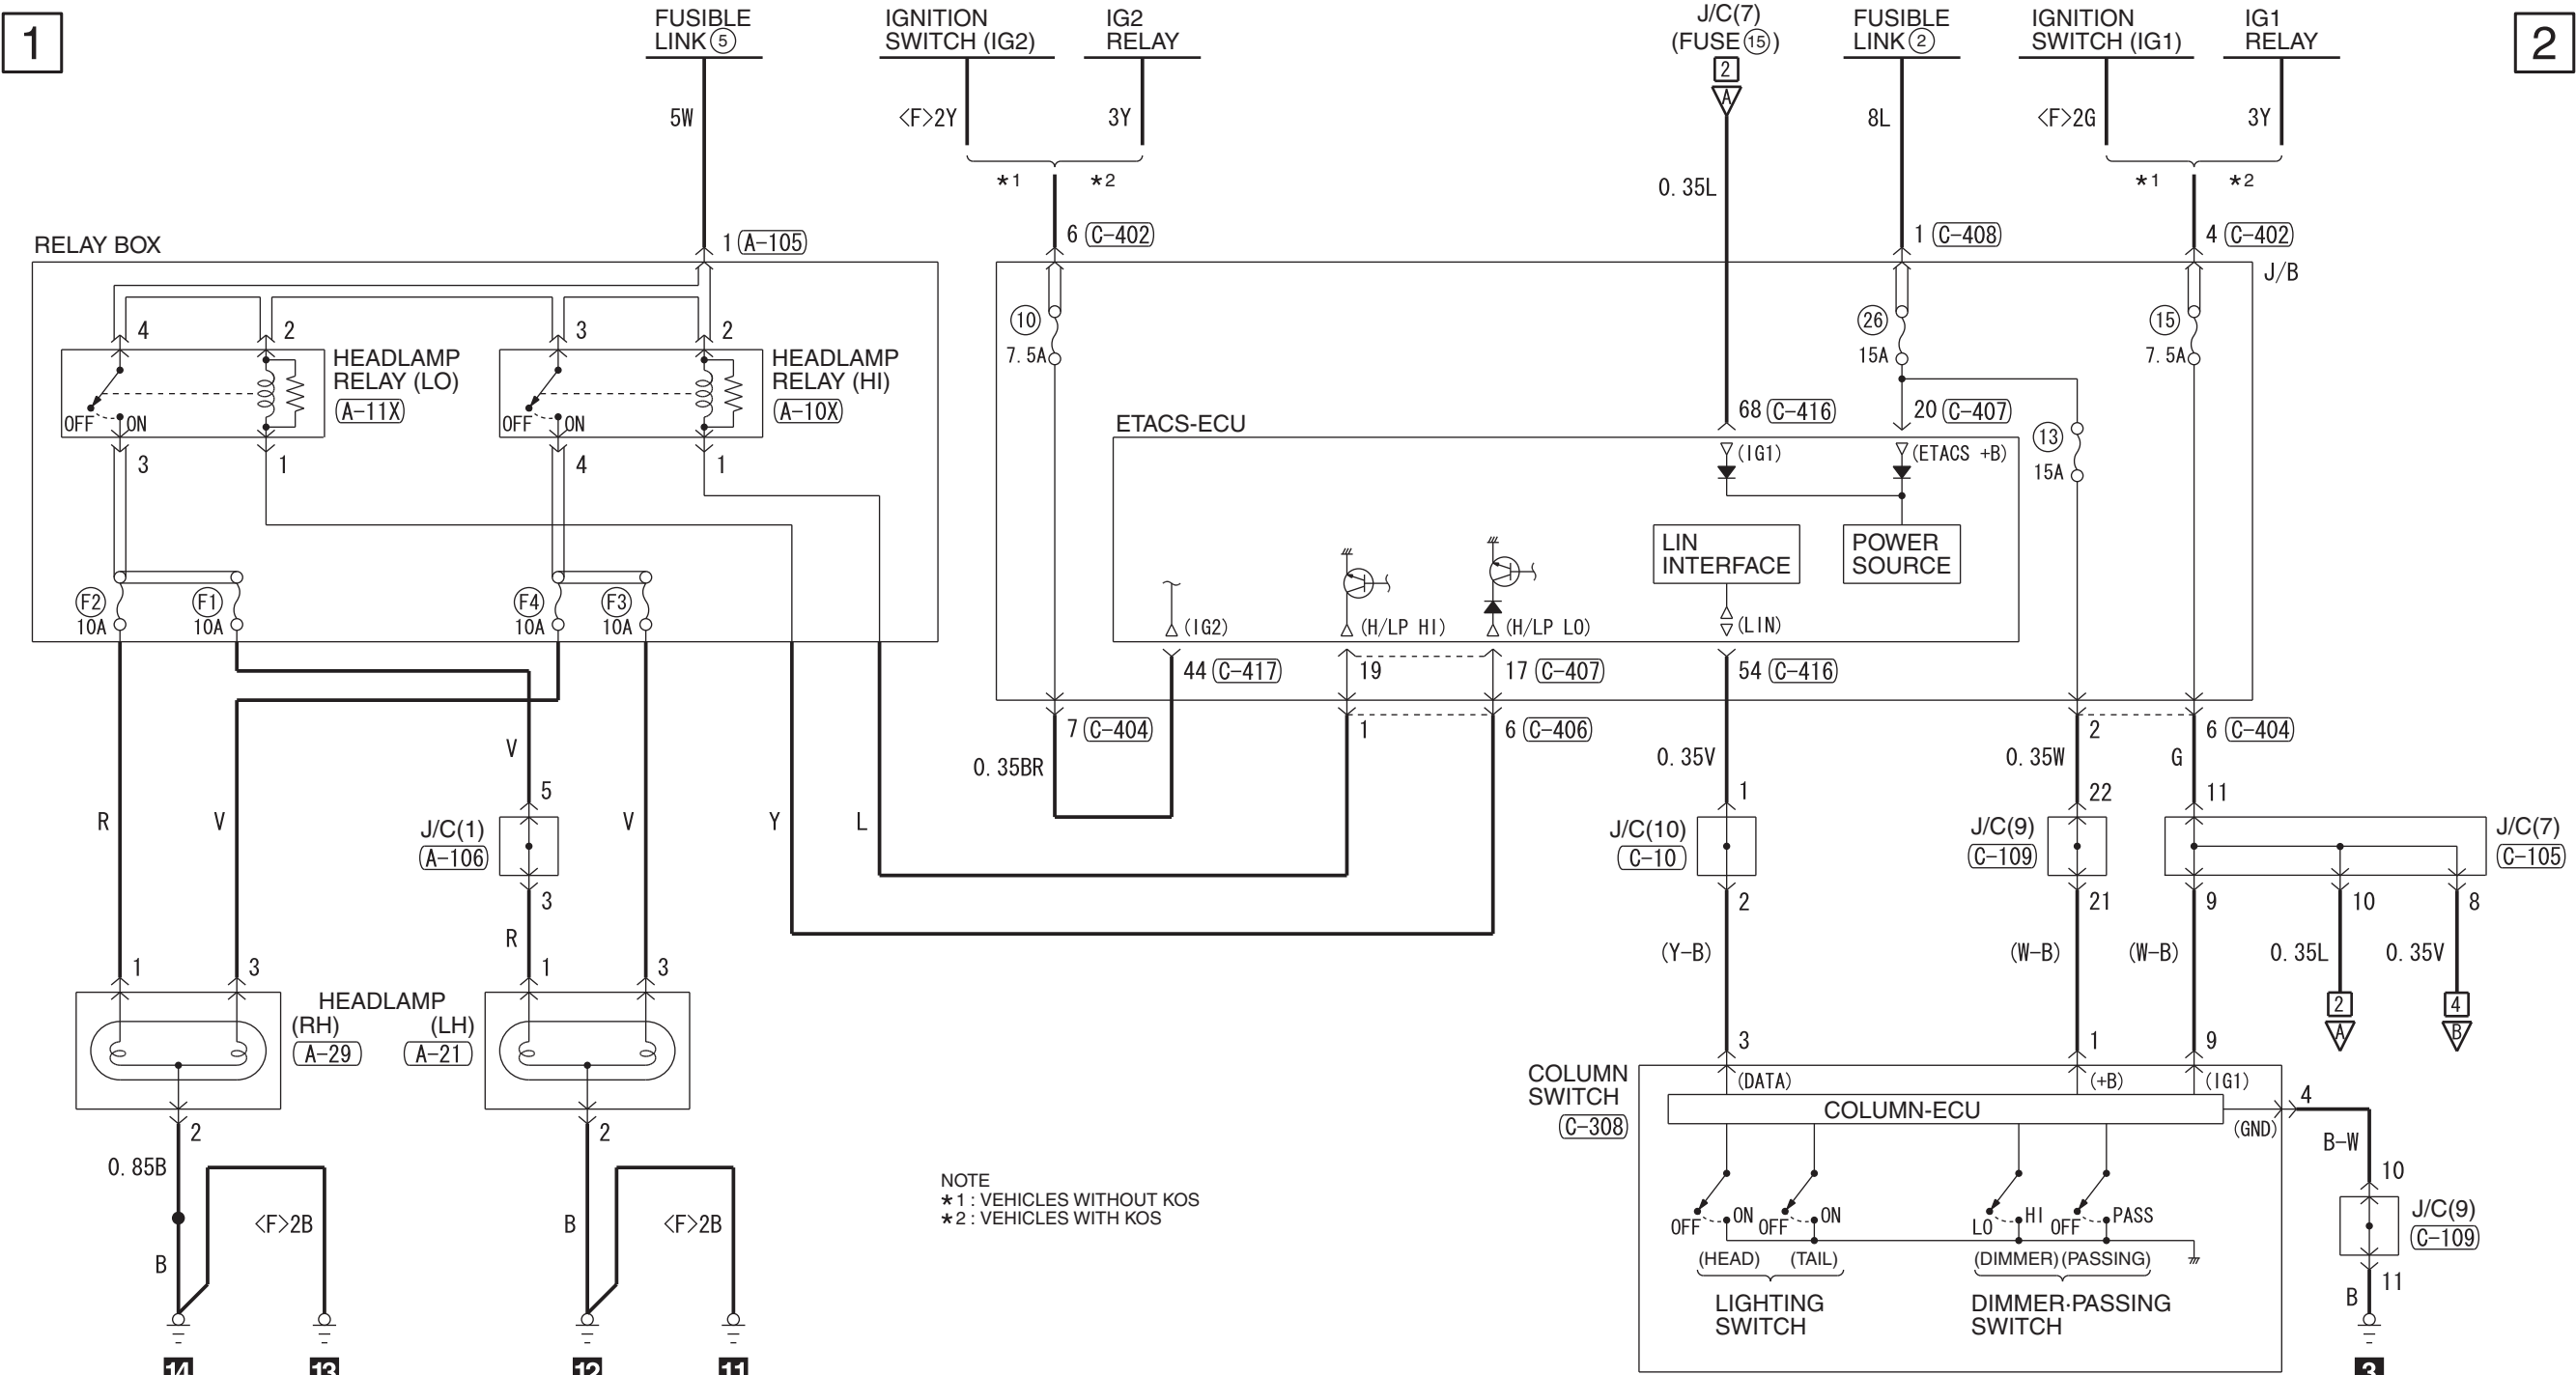 1
FUSIBLE
LINK 5
IGNITION
SWITCH (IG2)
IG2
RELAY
J/C(7)
(FUSE 15)
2
A
FUSIBLE
LINK 2
IGNITION
SWITCH (IG1)
IG1
RELAY
2
5W
<F>2Y
3Y
0.35L
8L
<F>2G
3Y
*1
*2
*1
*2
1 A-105
6 C-402
1 C-408
4 C-402
RELAY BOX
J/B
4
2
3
2
HEADLAMP
RELAY (LO)
A-11X
HEADLAMP
RELAY (HI)
A-10X
OFF
ON
OFF
ON
3
1
4
1
10
7.5A
26
15A
15
7.5A
13
15A
ETACS-ECU
68 C-416
20 C-407
(IG1)
(ETACS +B)
LIN
INTERFACE
POWER
SOURCE
F2
10A
F1
10A
F4
10A
F3
10A
(IG2)
(H/LP HI)
(H/LP LO)
(LIN)
44 C-417
19
17 C-407
54 C-416
7 C-404
1
6 C-406
2
6 C-404
0.35BR
0.35V
0.35W
G
V
5
1
22
11
R
V
J/C(1)
A-106
V
Y
L
J/C(10)
C-10
J/C(9)
C-109
J/C(7)
C-105
3
2
21
9
10
8
R
(Y-B)
(W-B)
(W-B)
0.35L
0.35V
1
3
1
3
2
A
4
B
HEADLAMP
(RH)
A-29
(LH)
A-21
3
1
9
COLUMN
SWITCH
C-308
(DATA)
(+B)
(IG1)
COLUMN-ECU
(GND)
4
B-W
2
2
0.85B
<F>2B
B
B
<F>2B
NOTE
*1 : VEHICLES WITHOUT KOS
*2 : VEHICLES WITH KOS
OFF
ON
OFF
ON
LO
HI
OFF
PASS
(HEAD)
(TAIL)
(DIMMER)
(PASSING)
LIGHTING
SWITCH
DIMMER·PASSING
SWITCH
10
J/C(9)
C-109
11
B
14
13
12
11
3